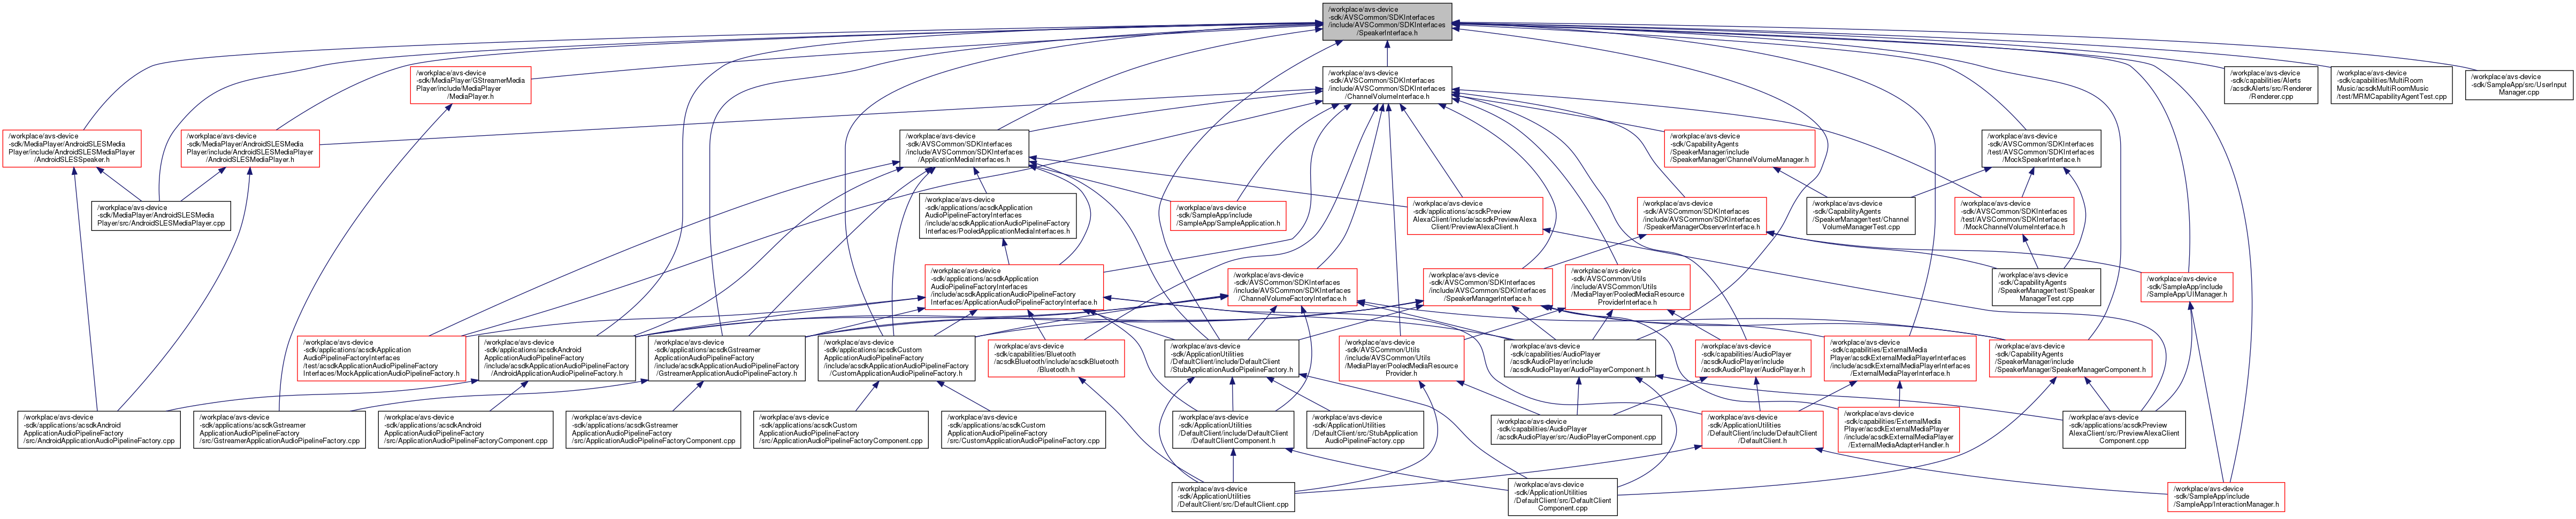 /workplace/avs-device
-sdk/AVSCommon/SDKInterfaces
/include/AVSCommon/SDKInterfaces
/SpeakerInterface.h
/workplace/avs-device
-sdk/MediaPlayer/GStreamerMedia
Player/include/MediaPlayer
/MediaPlayer.h
/workplace/avs-device
-sdk/AVSCommon/SDKInterfaces
/include/AVSCommon/SDKInterfaces
/ChannelVolumeInterface.h
/workplace/avs-device
-sdk/capabilities/Alerts
/acsdkAlerts/src/Renderer
/Renderer.cpp
/workplace/avs-device
-sdk/capabilities/MultiRoom
Music/acsdkMultiRoomMusic
/test/MRMCapabilityAgentTest.cpp
/workplace/avs-device
-sdk/SampleApp/src/UserInput
Manager.cpp
/workplace/avs-device
-sdk/MediaPlayer/AndroidSLESMedia
Player/include/AndroidSLESMediaPlayer
/AndroidSLESSpeaker.h
/workplace/avs-device
-sdk/MediaPlayer/AndroidSLESMedia
Player/include/AndroidSLESMediaPlayer
/AndroidSLESMediaPlayer.h
/workplace/avs-device
-sdk/AVSCommon/SDKInterfaces
/include/AVSCommon/SDKInterfaces
/ApplicationMediaInterfaces.h
/workplace/avs-device
-sdk/CapabilityAgents
/SpeakerManager/include
/SpeakerManager/ChannelVolumeManager.h
/workplace/avs-device
-sdk/AVSCommon/SDKInterfaces
/test/AVSCommon/SDKInterfaces
/MockSpeakerInterface.h
/workplace/avs-device
-sdk/MediaPlayer/AndroidSLESMedia
Player/src/AndroidSLESMediaPlayer.cpp
/workplace/avs-device
-sdk/applications/acsdkApplication
AudioPipelineFactoryInterfaces
/include/acsdkApplicationAudioPipelineFactory
Interfaces/PooledApplicationMediaInterfaces.h
/workplace/avs-device
-sdk/SampleApp/include
/SampleApp/SampleApplication.h
/workplace/avs-device
-sdk/applications/acsdkPreview
AlexaClient/include/acsdkPreviewAlexa
Client/PreviewAlexaClient.h
/workplace/avs-device
-sdk/AVSCommon/SDKInterfaces
/include/AVSCommon/SDKInterfaces
/SpeakerManagerObserverInterface.h
/workplace/avs-device
-sdk/CapabilityAgents
/SpeakerManager/test/Channel
VolumeManagerTest.cpp
/workplace/avs-device
-sdk/AVSCommon/SDKInterfaces
/test/AVSCommon/SDKInterfaces
/MockChannelVolumeInterface.h
/workplace/avs-device
-sdk/applications/acsdkApplication
AudioPipelineFactoryInterfaces
/include/acsdkApplicationAudioPipelineFactory
Interfaces/ApplicationAudioPipelineFactoryInterface.h
/workplace/avs-device
-sdk/AVSCommon/SDKInterfaces
/include/AVSCommon/SDKInterfaces
/ChannelVolumeFactoryInterface.h
/workplace/avs-device
-sdk/AVSCommon/SDKInterfaces
/include/AVSCommon/SDKInterfaces
/SpeakerManagerInterface.h
/workplace/avs-device
-sdk/AVSCommon/Utils
/include/AVSCommon/Utils
/MediaPlayer/PooledMediaResource
ProviderInterface.h
/workplace/avs-device
-sdk/CapabilityAgents
/SpeakerManager/test/Speaker
ManagerTest.cpp
/workplace/avs-device
-sdk/SampleApp/include
/SampleApp/UIManager.h
/workplace/avs-device
-sdk/applications/acsdkApplication
AudioPipelineFactoryInterfaces
/test/acsdkApplicationAudioPipelineFactory
Interfaces/MockApplicationAudioPipelineFactory.h
/workplace/avs-device
-sdk/applications/acsdkAndroid
ApplicationAudioPipelineFactory
/include/acsdkAndroidApplicationAudioPipelineFactory
/AndroidApplicationAudioPipelineFactory.h
/workplace/avs-device
-sdk/applications/acsdkGstreamer
ApplicationAudioPipelineFactory
/include/acsdkGstreamerApplicationAudioPipelineFactory
/GstreamerApplicationAudioPipelineFactory.h
/workplace/avs-device
-sdk/applications/acsdkCustom
ApplicationAudioPipelineFactory
/include/acsdkCustomApplicationAudioPipelineFactory
/CustomApplicationAudioPipelineFactory.h
/workplace/avs-device
-sdk/capabilities/Bluetooth
/acsdkBluetooth/include/acsdkBluetooth
/Bluetooth.h
/workplace/avs-device
-sdk/ApplicationUtilities
/DefaultClient/include/DefaultClient
/StubApplicationAudioPipelineFactory.h
/workplace/avs-device
-sdk/AVSCommon/Utils
/include/AVSCommon/Utils
/MediaPlayer/PooledMediaResource
Provider.h
/workplace/avs-device
-sdk/capabilities/AudioPlayer
/acsdkAudioPlayer/include
/acsdkAudioPlayer/AudioPlayerComponent.h
/workplace/avs-device
-sdk/capabilities/AudioPlayer
/acsdkAudioPlayer/include
/acsdkAudioPlayer/AudioPlayer.h
/workplace/avs-device
-sdk/capabilities/ExternalMedia
Player/acsdkExternalMediaPlayerInterfaces
/include/acsdkExternalMediaPlayerInterfaces
/ExternalMediaPlayerInterface.h
/workplace/avs-device
-sdk/CapabilityAgents
/SpeakerManager/include
/SpeakerManager/SpeakerManagerComponent.h
/workplace/avs-device
-sdk/applications/acsdkAndroid
ApplicationAudioPipelineFactory
/src/AndroidApplicationAudioPipelineFactory.cpp
/workplace/avs-device
-sdk/applications/acsdkGstreamer
ApplicationAudioPipelineFactory
/src/GstreamerApplicationAudioPipelineFactory.cpp
/workplace/avs-device
-sdk/applications/acsdkAndroid
ApplicationAudioPipelineFactory
/src/ApplicationAudioPipelineFactoryComponent.cpp
/workplace/avs-device
-sdk/applications/acsdkGstreamer
ApplicationAudioPipelineFactory
/src/ApplicationAudioPipelineFactoryComponent.cpp
/workplace/avs-device
-sdk/applications/acsdkCustom
ApplicationAudioPipelineFactory
/src/ApplicationAudioPipelineFactoryComponent.cpp
/workplace/avs-device
-sdk/applications/acsdkCustom
ApplicationAudioPipelineFactory
/src/CustomApplicationAudioPipelineFactory.cpp
/workplace/avs-device
-sdk/ApplicationUtilities
/DefaultClient/include/DefaultClient
/DefaultClientComponent.h
/workplace/avs-device
-sdk/ApplicationUtilities
/DefaultClient/src/StubApplication
AudioPipelineFactory.cpp
/workplace/avs-device
-sdk/capabilities/AudioPlayer
/acsdkAudioPlayer/src/AudioPlayerComponent.cpp
/workplace/avs-device
-sdk/ApplicationUtilities
/DefaultClient/include/DefaultClient
/DefaultClient.h
/workplace/avs-device
-sdk/capabilities/ExternalMedia
Player/acsdkExternalMediaPlayer
/include/acsdkExternalMediaPlayer
/ExternalMediaAdapterHandler.h
/workplace/avs-device
-sdk/applications/acsdkPreview
AlexaClient/src/PreviewAlexaClient
Component.cpp
/workplace/avs-device
-sdk/ApplicationUtilities
/DefaultClient/src/DefaultClient.cpp
/workplace/avs-device
-sdk/ApplicationUtilities
/DefaultClient/src/DefaultClient
Component.cpp
/workplace/avs-device
-sdk/SampleApp/include
/SampleApp/InteractionManager.h